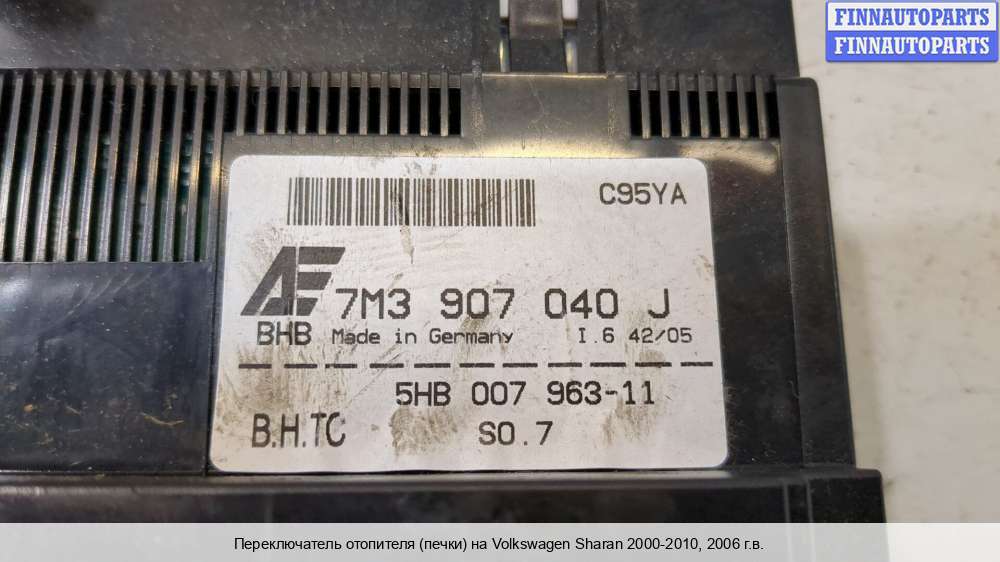 FINNAUTOPARTS
FINNAUTOPARTS
C95YA
AE 7M3 907 040 J
BHB Made in Germany I.6 42/05
5HB 007 963-11
B.H.TC S0.7
Переключатель отопителя (печки) на Volkswagen Sharan 2000-2010, 2006 г.в.